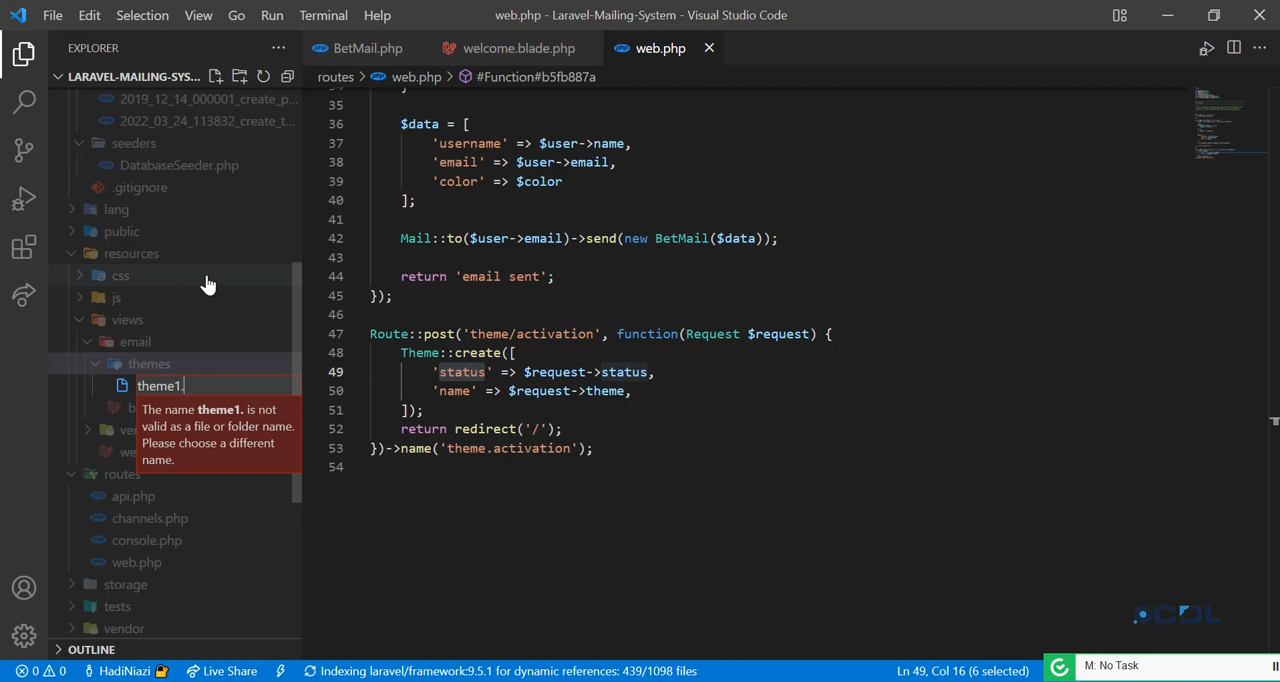 File Edit Selection View Go Run Terminal Help
web.php - Laravel-Mailing-System - Visual Studio Code
EXPLORER
BetMail.php
welcome.blade.php
web.php
LARAVEL-MAILING-SYS...
routes > web.php > #Function#b5fb887a
2019_12_14_000001_create_p...
2022_03_24_113832_create_t...
seeders
DatabaseSeeder.php
.gitignore
lang
public
resources
css
js
views
email
themes
theme1.
The name theme1. is not
valid as a file or folder name.
Please choose a different
name.
routes
api.php
channels.php
console.php
web.php
storage
tests
vendor
OUTLINE
35
36 $data = [
37 'username' => $user->name,
38 'email' => $user->email,
39 'color' => $color
40 ];
41
42 Mail::to($user->email)->send(new BetMail($data));
43
44 return 'email sent';
45 });
46
47 Route::post('theme/activation', function(Request $request) {
48 Theme::create([
49 'status' => $request->status,
50 'name' => $request->theme,
51 ]);
52 return redirect('/');
53 })->name('theme.activation');
54
0 0 HadiNiazi Live Share Indexing laravel/framework:9.5.1 for dynamic references: 439/1098 files Ln 49, Col 16 (6 selected)
M: No Task